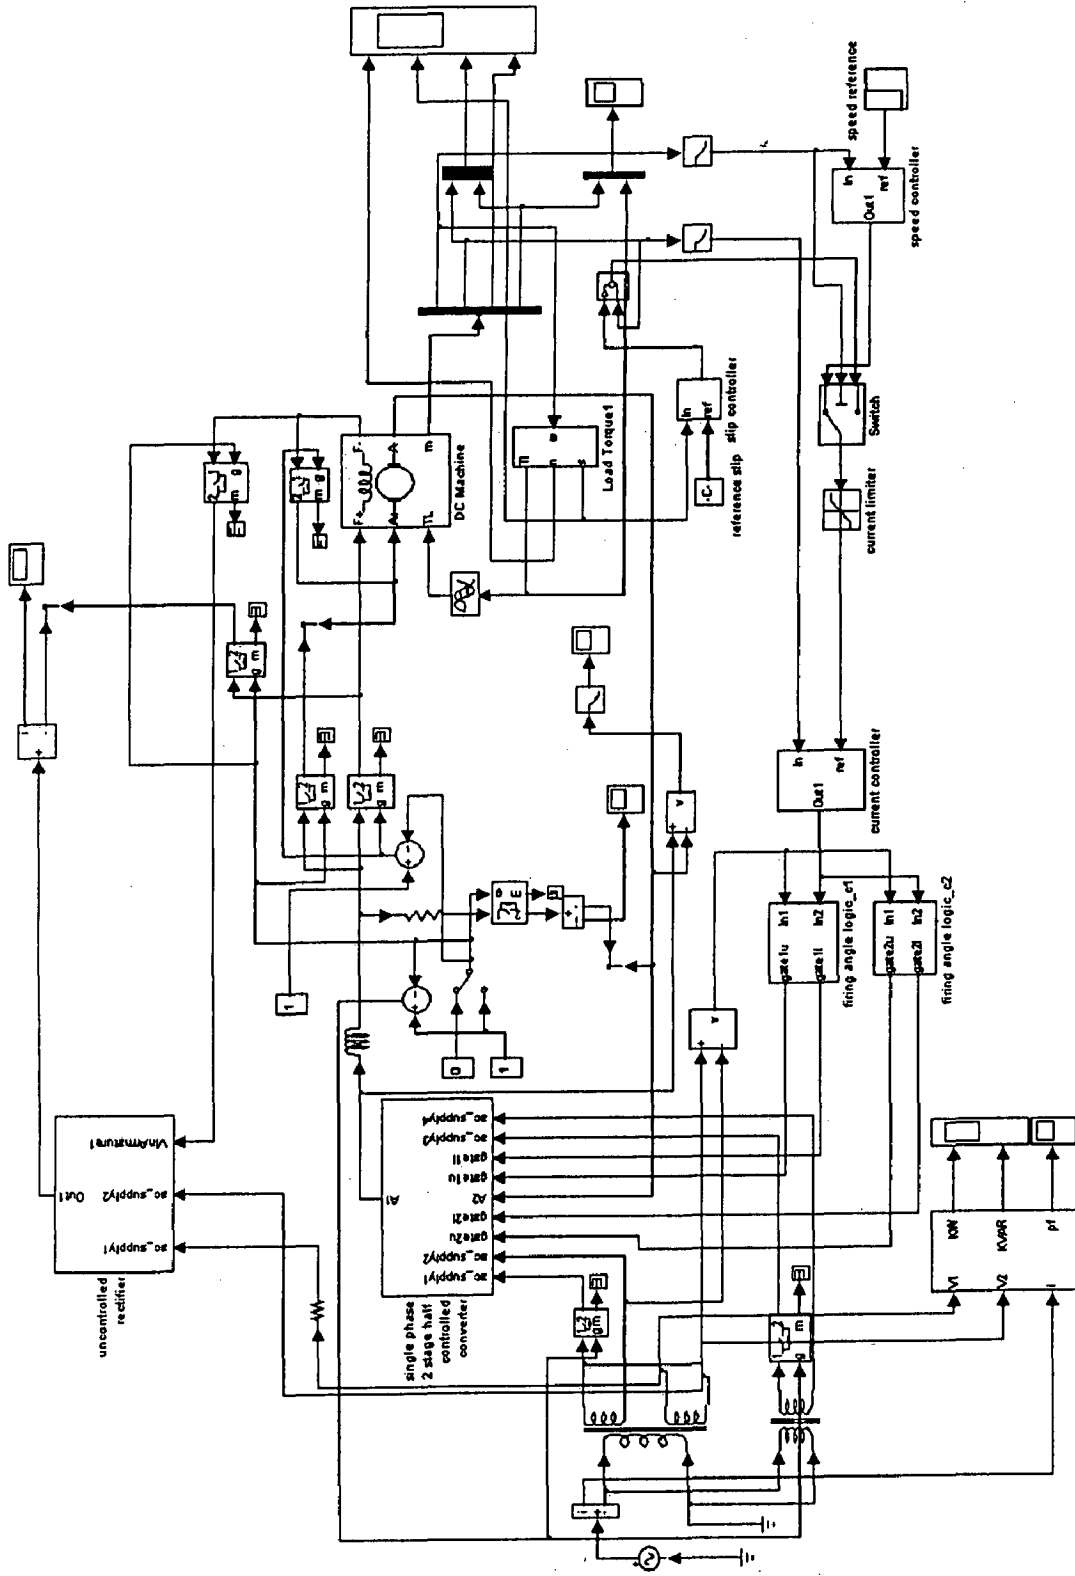 uncontrolled
rectifier
ac_supply1
ac_supply2
Out1
VinArmature1
single phase
2 stage half
controlled
converter
ac_supply1
ac_supply2
gate2u
gate2l
A2
gate1u
gate1l
ac_supply3
ac_supply4
A1
0
1
1
+
-
+
-
g m
g m
g m
g m
g m
m g
m g
E
E
E
E
E
E
E
F+
F-
A+
A-
TL
m
DC Machine
Tl
n
s
w
Load Torque1
-C-
reference slip
In
ref
slip controller
speed reference
In
ref
Out1
speed controller
Switch
current limiter
In
ref
Out1
current controller
In1
In2
gate1u
gate1l
firing angle logic_c1
In1
In2
gate2u
gate2l
firing angle logic_c2
+
-
v
+
-
v
V1
V2
I
KW
KVAR
pf